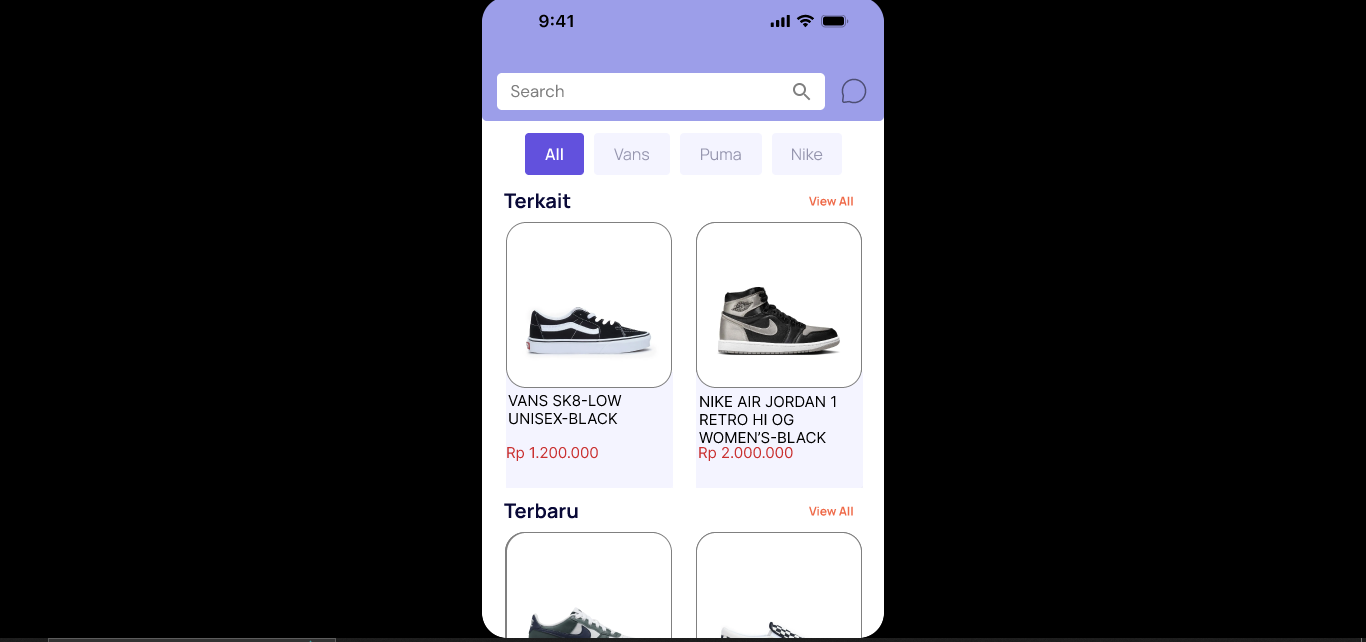 9:41
Search
All Vans Puma Nike
Terkait View All
VANS SK8-LOW
UNISEX-BLACK
Rp 1.200.000
NIKE AIR JORDAN 1
RETRO HI OG
WOMEN'S-BLACK
Rp 2.000.000
Terbaru View All